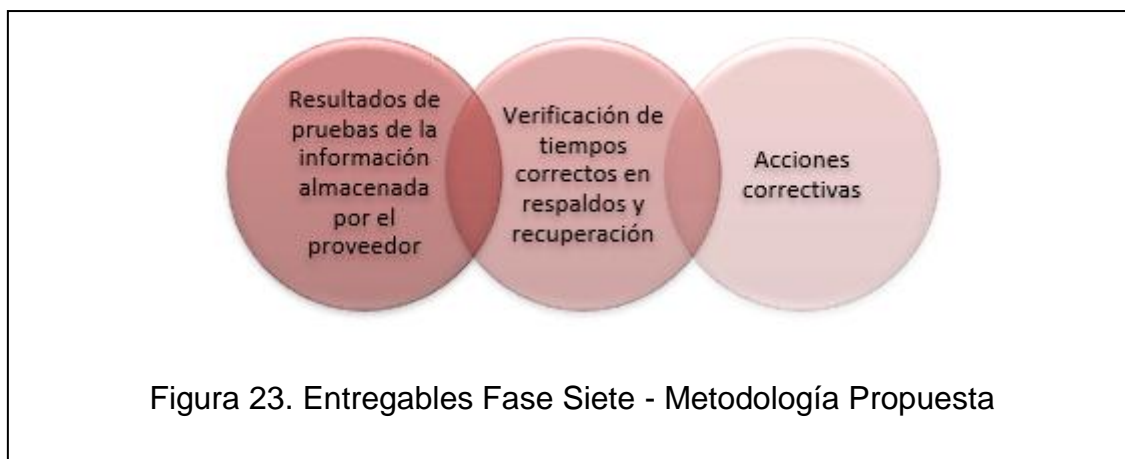 Resultados de
pruebas de la
información
almacenada
por el
proveedor
Verificación de
tiempos
correctos en
respaldos y
recuperación
Acciones
correctivas
Figura 23. Entregables Fase Siete - Metodología Propuesta